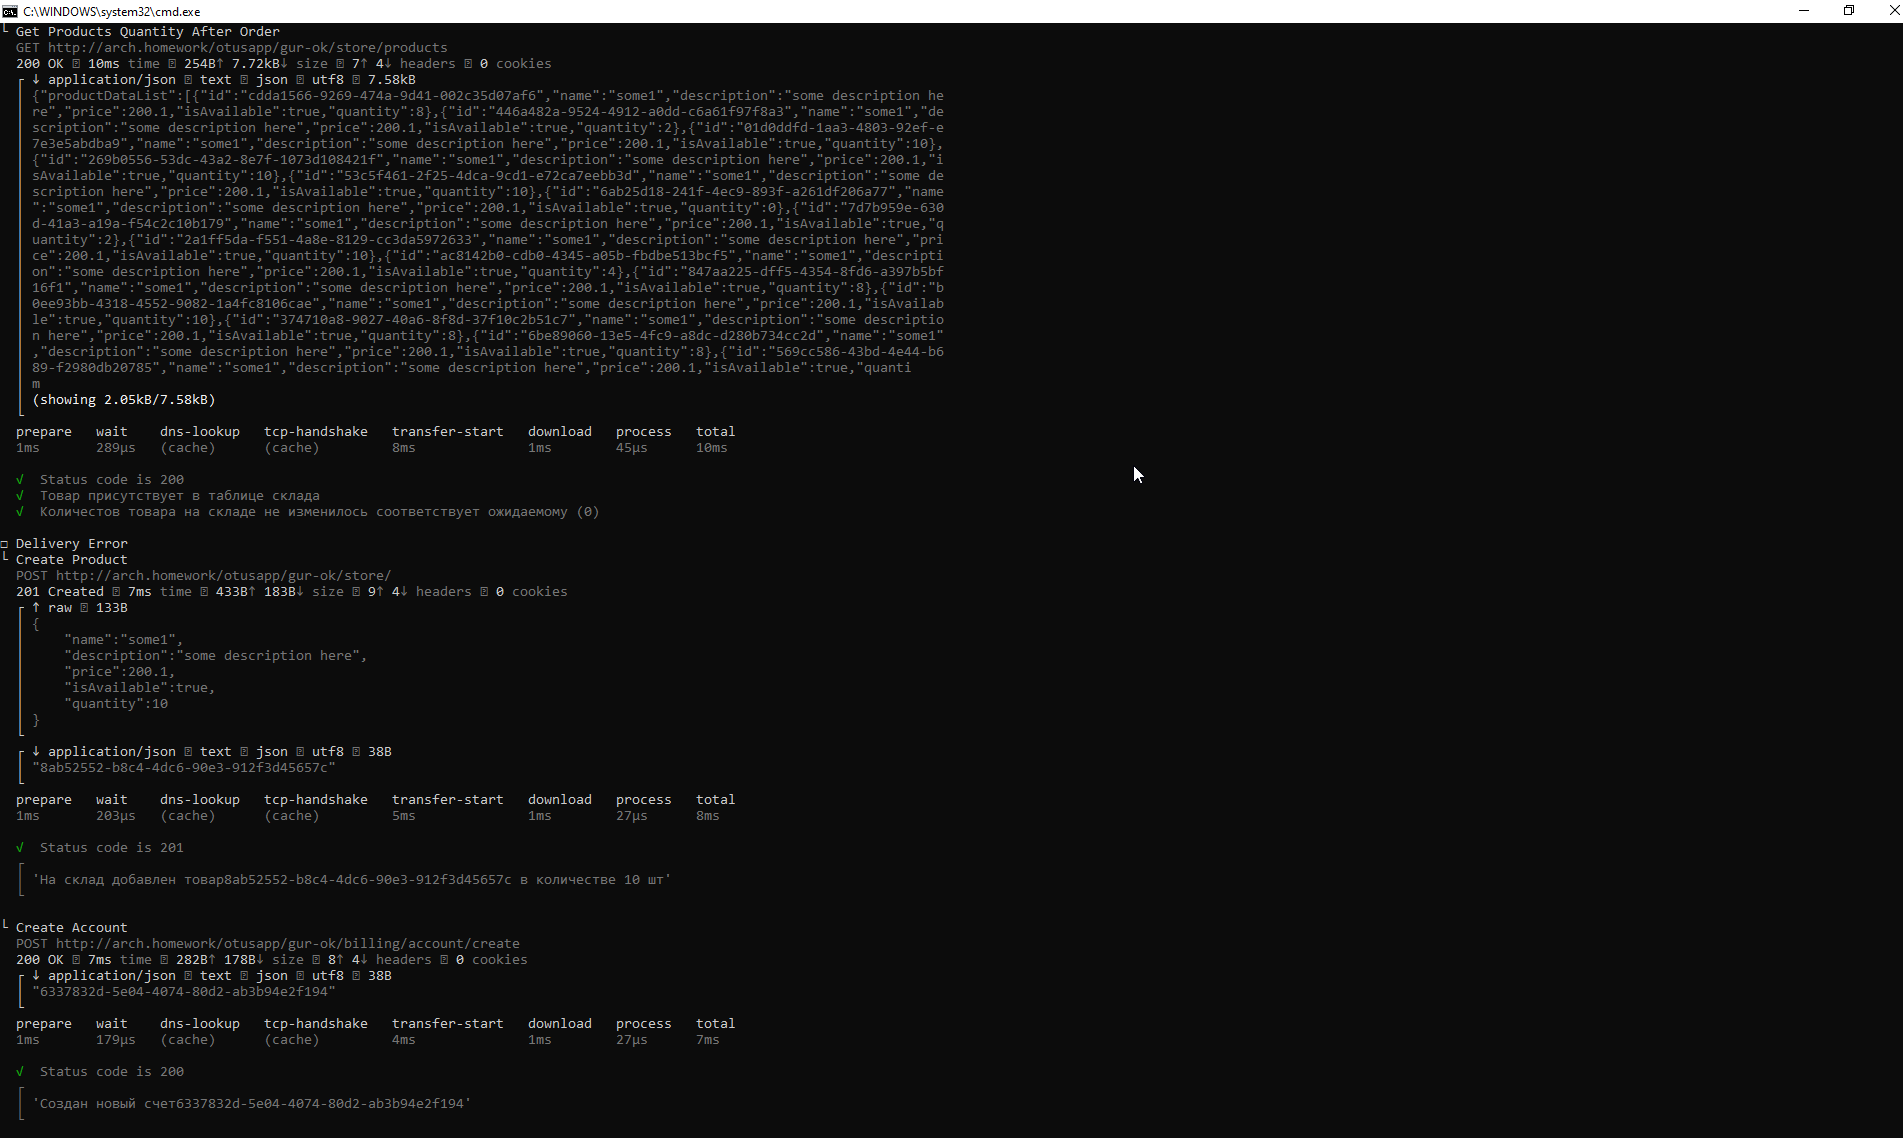 C:\WINDOWS\system32\cmd.exe
└ Get Products Quantity After Order
GET http://arch.homework/otusapp/gur-ok/store/products
200 OK 10ms time 254B↑ 7.72kB↓ size 7↑ 4↓ headers 0 cookies
┌ ↓ application/json text json utf8 7.58kB
│ {"productDataList":[{"id":"cdda1566-9269-474a-9d41-002c35d07af6","name":"some1","description":"some description he
│ re","price":200.1,"isAvailable":true,"quantity":8},{"id":"446a482a-9524-4912-a0dd-c6a61f97f8a3","name":"some1","de
│ scription":"some description here","price":200.1,"isAvailable":true,"quantity":2},{"id":"01d0ddfd-1aa3-4803-92ef-e
│ 7e3e5abdba9","name":"some1","description":"some description here","price":200.1,"isAvailable":true,"quantity":10},
│ {"id":"269b0556-53dc-43a2-8e7f-1073d108421f","name":"some1","description":"some description here","price":200.1,"i
│ sAvailable":true,"quantity":10},{"id":"53c5f461-2f25-4dca-9cd1-e72ca7eebb3d","name":"some1","description":"some de
│ scription here","price":200.1,"isAvailable":true,"quantity":10},{"id":"6ab25d18-241f-4ec9-893f-a261df206a77","name
│ ":"some1","description":"some description here","price":200.1,"isAvailable":true,"quantity":0},{"id":"7d7b959e-630
│ d-41a3-a19a-f54c2c10b179","name":"some1","description":"some description here","price":200.1,"isAvailable":true,"q
│ uantity":2},{"id":"2a1ff5da-f551-4a8e-8129-cc3da5972633","name":"some1","description":"some description here","pri
│ ce":200.1,"isAvailable":true,"quantity":10},{"id":"ac8142b0-cdb0-4345-a05b-fbdbe513bcf5","name":"some1","descripti
│ on":"some description here","price":200.1,"isAvailable":true,"quantity":4},{"id":"847aa225-dff5-4354-8fd6-a397b5bf
│ 16f1","name":"some1","description":"some description here","price":200.1,"isAvailable":true,"quantity":8},{"id":"b
│ 0ee93bb-4318-4552-9082-1a4fc8106cae","name":"some1","description":"some description here","price":200.1,"isAvailab
│ le":true,"quantity":10},{"id":"374710a8-9027-40a6-8f8d-37f10c2b51c7","name":"some1","description":"some descriptio
│ n here","price":200.1,"isAvailable":true,"quantity":8},{"id":"6be89060-13e5-4fc9-a8dc-d280b734cc2d","name":"some1"
│ ,"description":"some description here","price":200.1,"isAvailable":true,"quantity":8},{"id":"569cc586-43bd-4e44-b6
│ 89-f2980db20785","name":"some1","description":"some description here","price":200.1,"isAvailable":true,"quanti
│ m
│ (showing 2.05kB/7.58kB)
└
prepare wait dns-lookup tcp-handshake transfer-start download process total
1ms 289µs (cache) (cache) 8ms 1ms 45µs 10ms
√ Status code is 200
√ Товар присутствует в таблице склада
√ Количестов товара на складе не изменилось соответствует ожидаемому (0)
□ Delivery Error
└ Create Product
POST http://arch.homework/otusapp/gur-ok/store/
201 Created 7ms time 433B↑ 183B↓ size 9↑ 4↓ headers 0 cookies
┌ ↑ raw 133B
│ {
│ "name":"some1",
│ "description":"some description here",
│ "price":200.1,
│ "isAvailable":true,
│ "quantity":10
│ }
└
┌ ↓ application/json text json utf8 38B
│ "8ab52552-b8c4-4dc6-90e3-912f3d45657c"
└
prepare wait dns-lookup tcp-handshake transfer-start download process total
1ms 203µs (cache) (cache) 5ms 1ms 27µs 8ms
√ Status code is 201
┌
│ 'На склад добавлен товар8ab52552-b8c4-4dc6-90e3-912f3d45657c в количестве 10 шт'
└
└ Create Account
POST http://arch.homework/otusapp/gur-ok/billing/account/create
200 OK 7ms time 282B↑ 178B↓ size 8↑ 4↓ headers 0 cookies
┌ ↓ application/json text json utf8 38B
│ "6337832d-5e04-4074-80d2-ab3b94e2f194"
└
prepare wait dns-lookup tcp-handshake transfer-start download process total
1ms 179µs (cache) (cache) 4ms 1ms 27µs 7ms
√ Status code is 200
┌
│ 'Создан новый счет6337832d-5e04-4074-80d2-ab3b94e2f194'
└